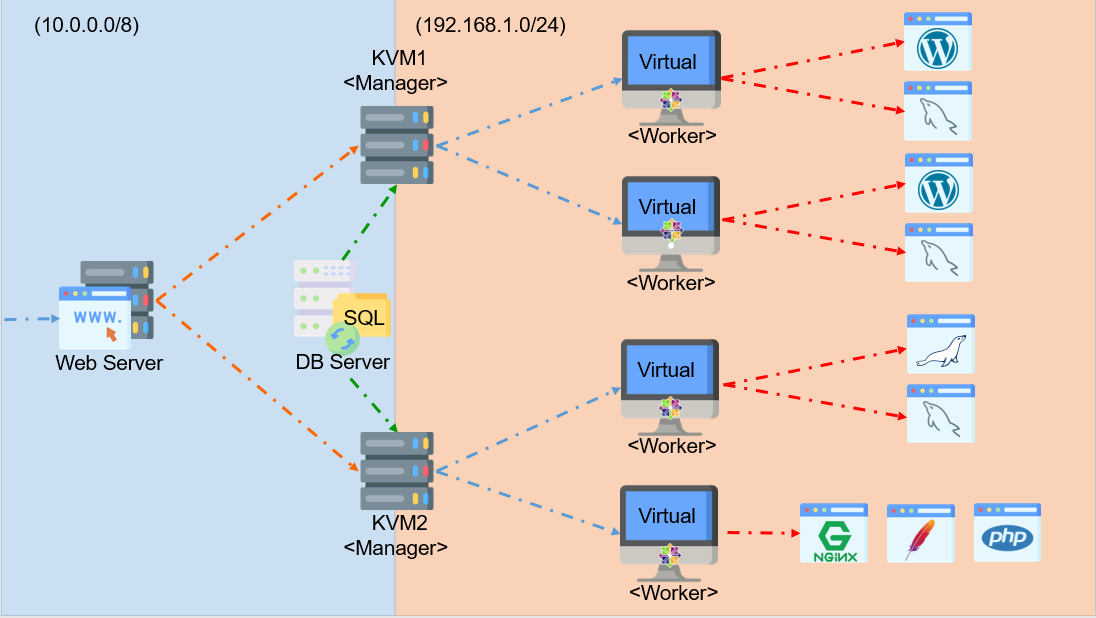 (10.0.0.0/8)
(192.168.1.0/24)
KVM1
<Manager>
Virtual
<Worker>
Virtual
<Worker>
WWW.
Web Server
SQL
DB Server
Virtual
<Worker>
KVM2
<Manager>
Virtual
<Worker>
G
NGiNX
php